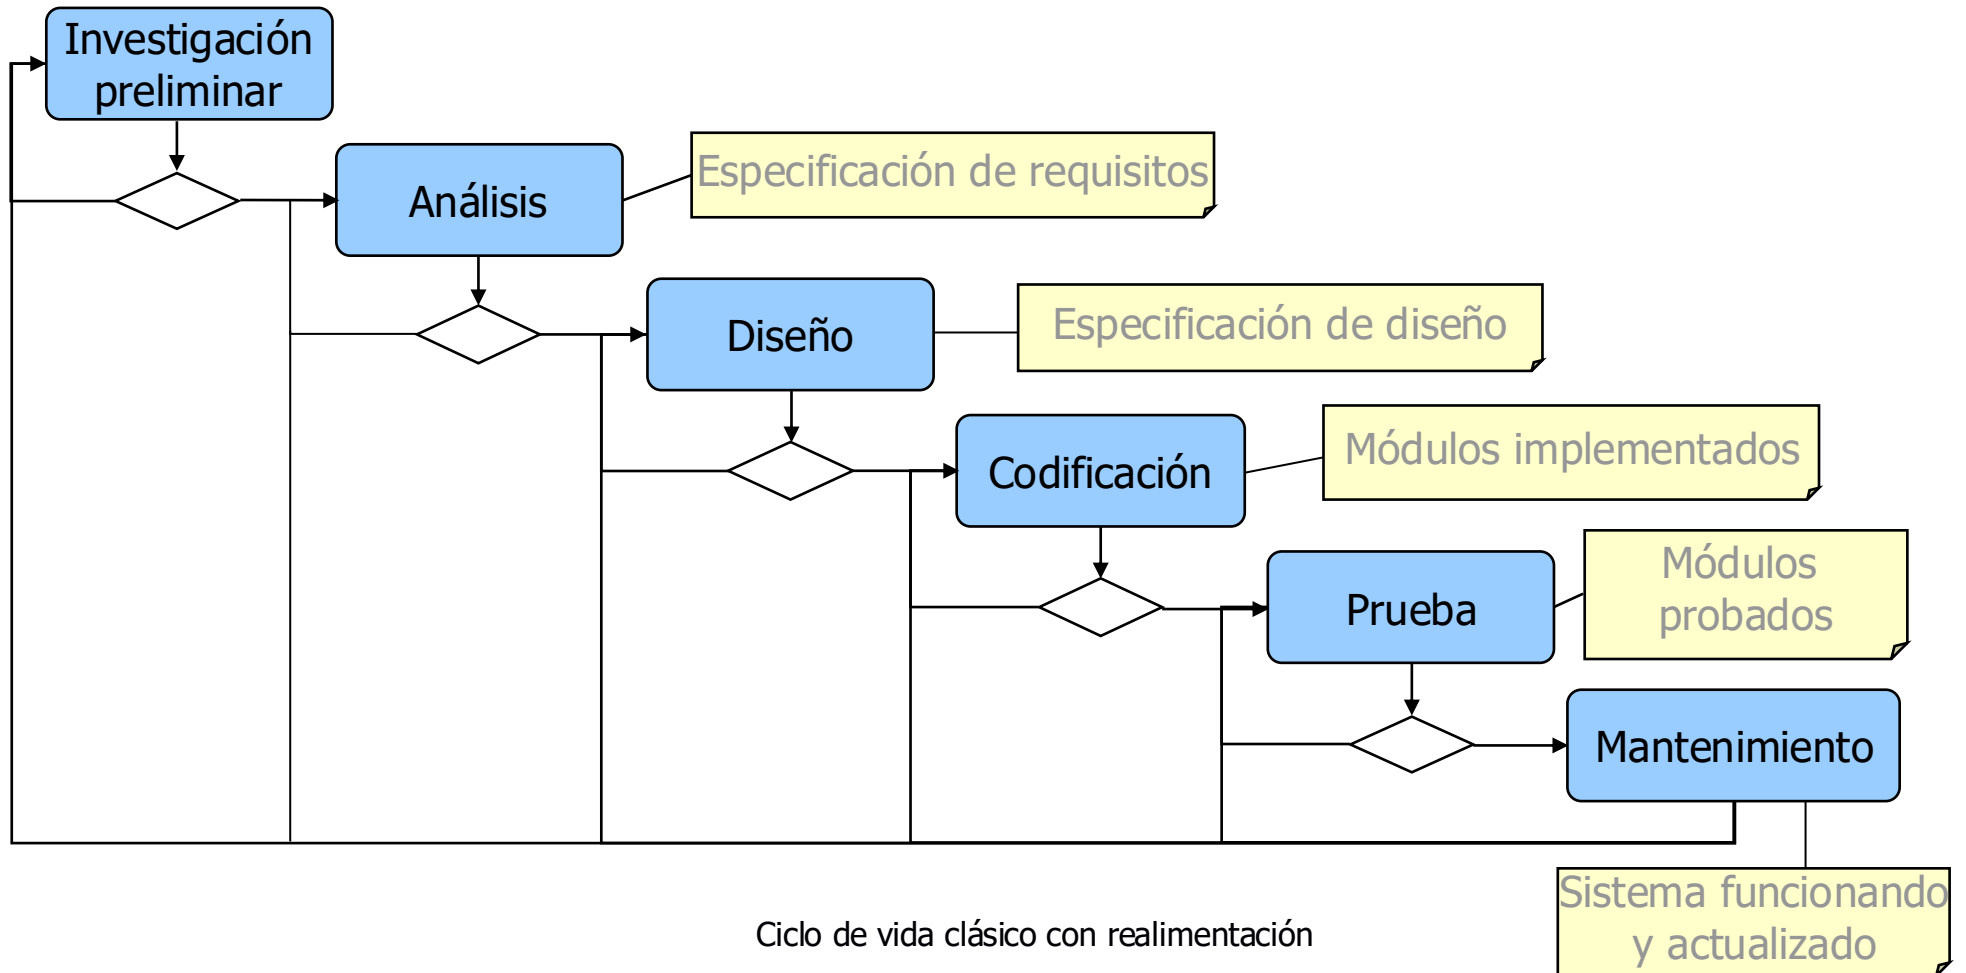 Investigación
preliminar
Análisis
Especificación de requisitos
Diseño
Especificación de diseño
Codificación
Módulos implementados
Prueba
Módulos
probados
Mantenimiento
Sistema funcionando
y actualizado
Ciclo de vida clásico con realimentación